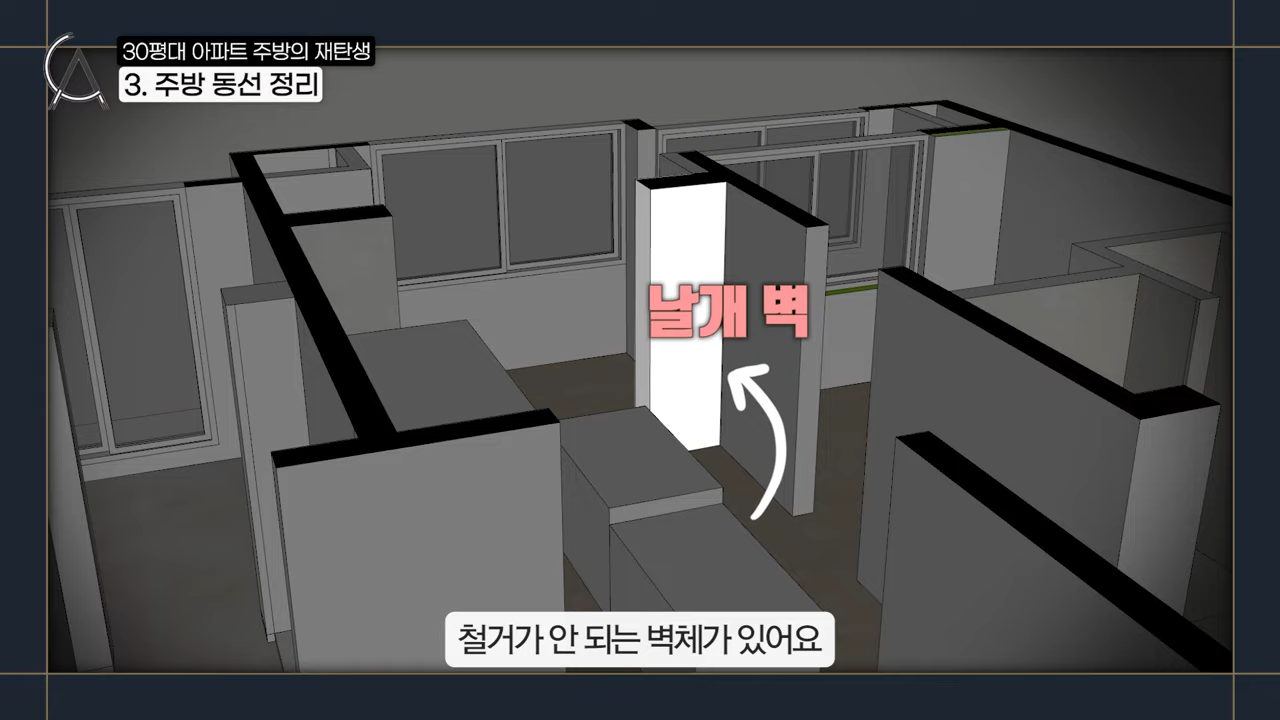 30평대 아파트 주방의 재탄생
3. 주방 동선 정리
날개 벽
철거가 안 되는 벽체가 있어요